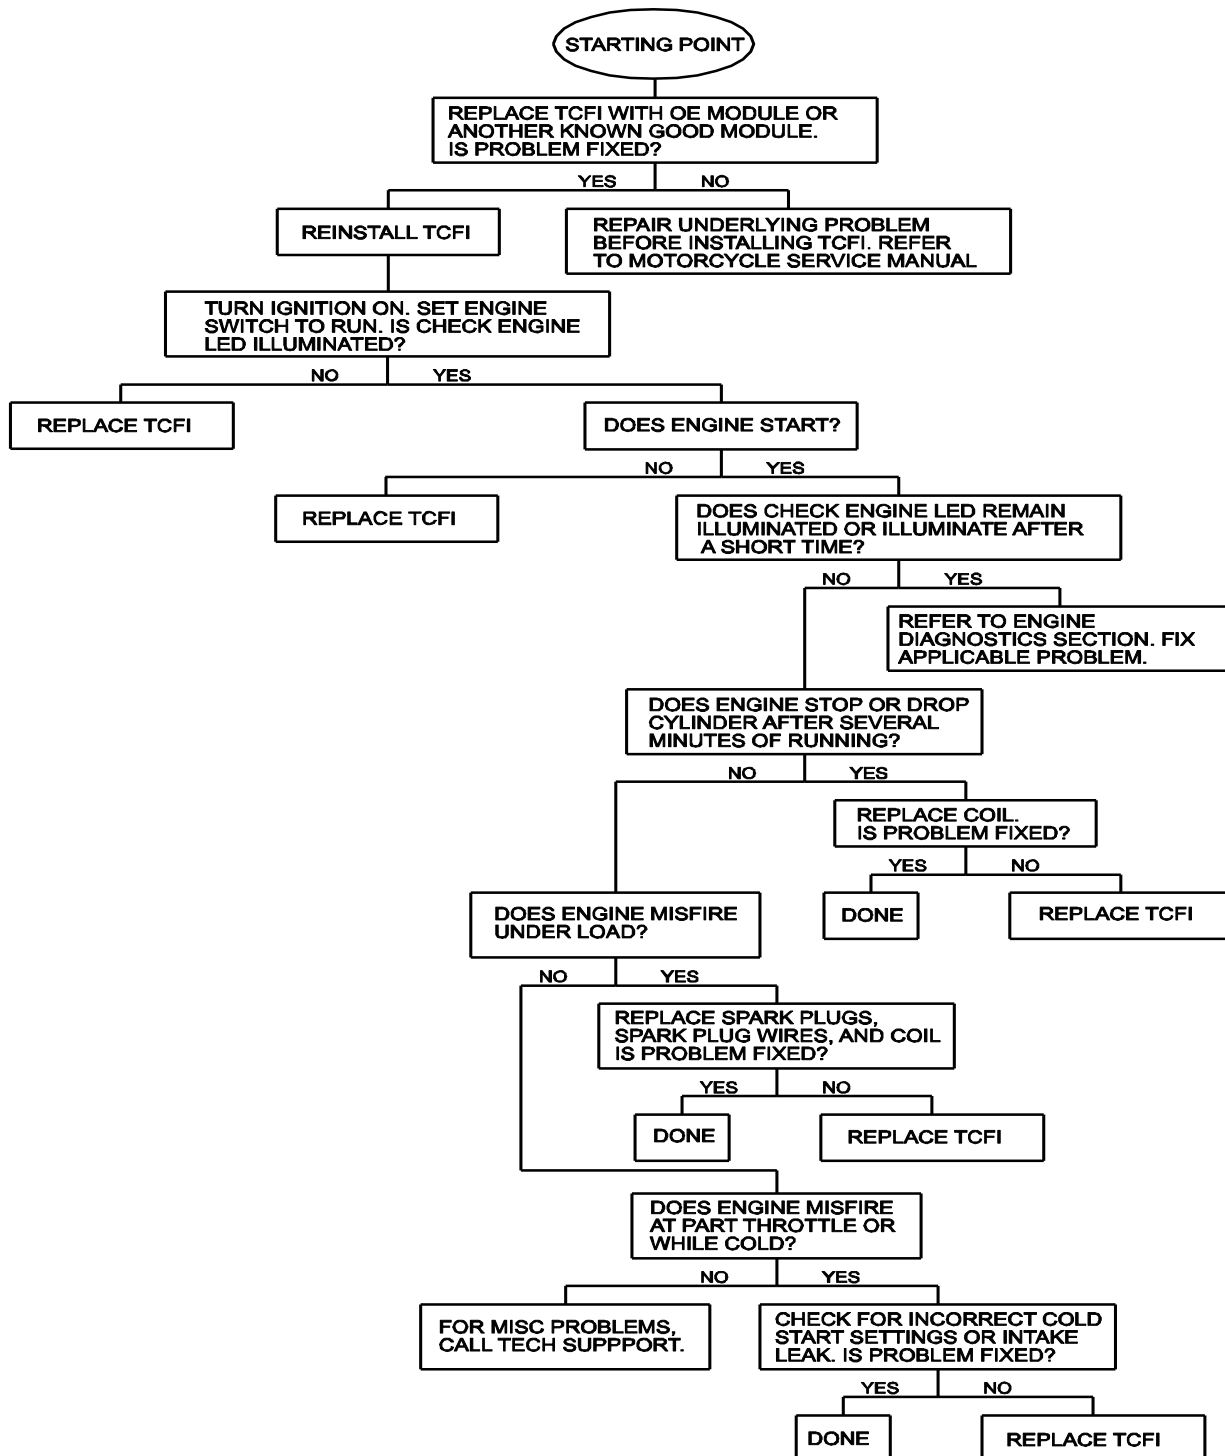 STARTING POINT
REPLACE TCFI WITH OE MODULE OR
ANOTHER KNOWN GOOD MODULE.
IS PROBLEM FIXED?
YES
NO
REINSTALL TCFI
REPAIR UNDERLYING PROBLEM
BEFORE INSTALLING TCFI. REFER
TO MOTORCYCLE SERVICE MANUAL
TURN IGNITION ON. SET ENGINE
SWITCH TO RUN. IS CHECK ENGINE
LED ILLUMINATED?
NO
YES
REPLACE TCFI
DOES ENGINE START?
NO
YES
REPLACE TCFI
DOES CHECK ENGINE LED REMAIN
ILLUMINATED OR ILLUMINATE AFTER
A SHORT TIME?
NO
YES
REFER TO ENGINE
DIAGNOSTICS SECTION. FIX
APPLICABLE PROBLEM.
DOES ENGINE STOP OR DROP
CYLINDER AFTER SEVERAL
MINUTES OF RUNNING?
NO
YES
REPLACE COIL.
IS PROBLEM FIXED?
YES
NO
DONE
REPLACE TCFI
DOES ENGINE MISFIRE
UNDER LOAD?
NO
YES
REPLACE SPARK PLUGS,
SPARK PLUG WIRES, AND COIL
IS PROBLEM FIXED?
YES
NO
DONE
REPLACE TCFI
DOES ENGINE MISFIRE
AT PART THROTTLE OR
WHILE COLD?
NO
YES
FOR MISC PROBLEMS,
CALL TECH SUPPPORT.
CHECK FOR INCORRECT COLD
START SETTINGS OR INTAKE
LEAK. IS PROBLEM FIXED?
YES
NO
DONE
REPLACE TCFI